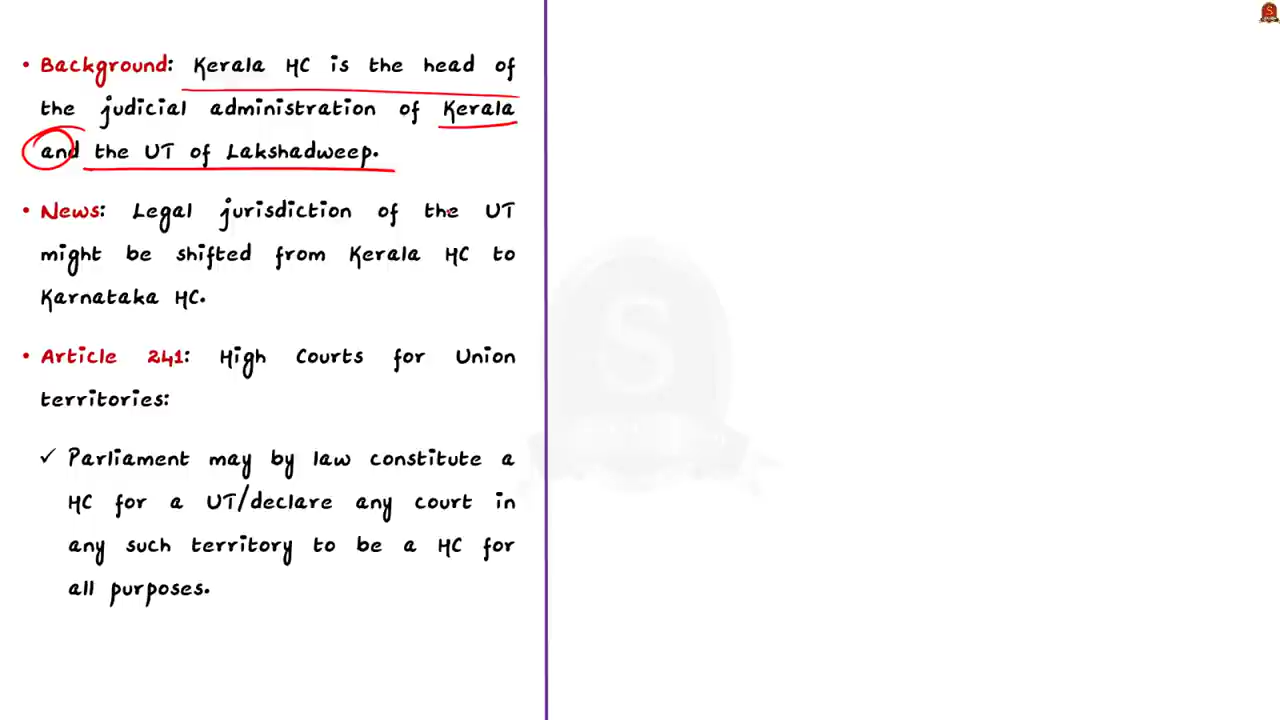 • Background: Kerala HC is the head of
the judicial administration of Kerala
and the UT of Lakshadweep.
• News: Legal jurisdiction of the UT
might be shifted from Kerala HC to
Karnataka HC.
• Article 241: High Courts for Union
territories:
✓ Parliament may by law constitute a
HC for a UT/declare any court in
any such territory to be a HC for
all purposes.
S